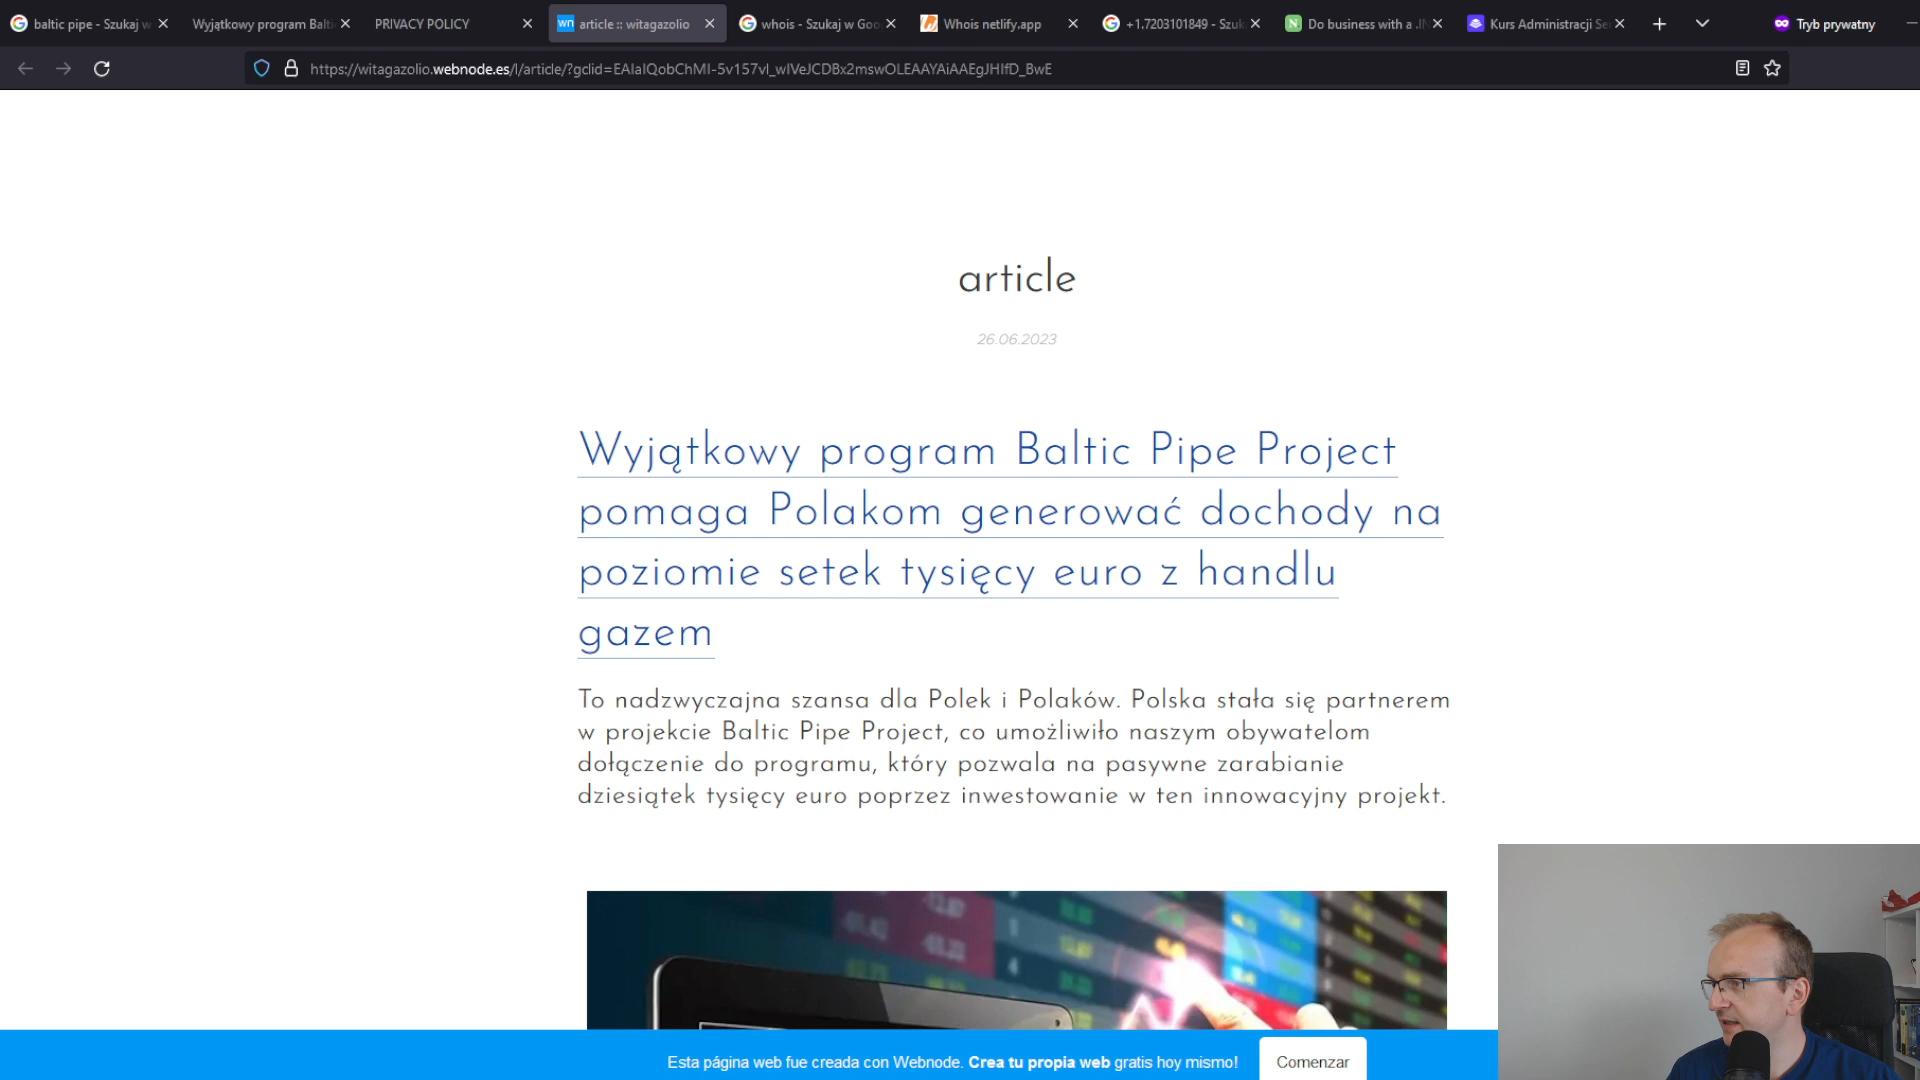 baltic pipe - Szukaj w
Wyjątkowy program Balti
PRIVACY POLICY
wn article :: witagazolio
whois - Szukaj w Goo
Whois netlify.app
+1.7203101849 - Szuk
Do business with a .IN
Kurs Administracji Se
Tryb prywatny
https://witagazolio.webnode.es/l/article/?gclid=EAIaIQobChMI-5v157vl_wIVeJCDBx2mswOLEAAYAiAAEgJHIfD_BwE
article
26.06.2023
Wyjątkowy program Baltic Pipe Project
pomaga Polakom generować dochody na
poziomie setek tysięcy euro z handlu
gazem
To nadzwyczajna szansa dla Polek i Polaków. Polska stała się partnerem
w projekcie Baltic Pipe Project, co umożliwiło naszym obywatelom
dołączenie do programu, który pozwala na pasywne zarabianie
dziesiątek tysięcy euro poprzez inwestowanie w ten innowacyjny projekt.
Esta página web fue creada con Webnode. Crea tu propia web gratis hoy mismo!
Comenzar